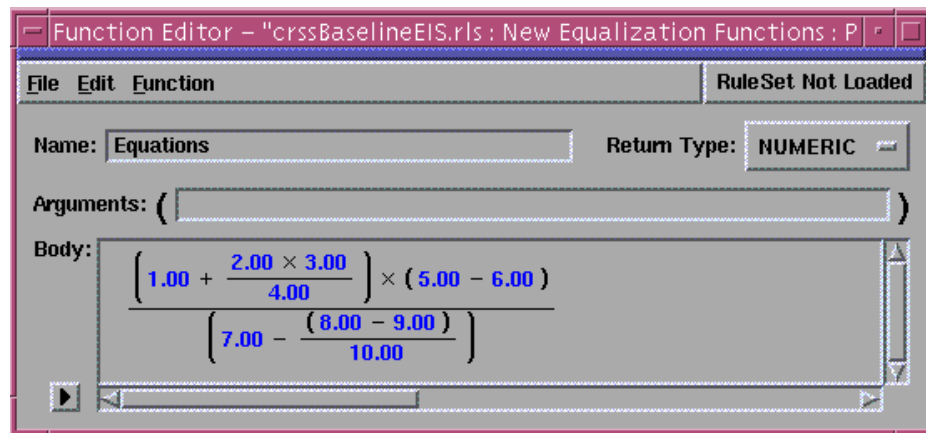 Function Editor – "crssBaselineEIS.rls : New Equalization Functions : P
File Edit Function RuleSet Not Loaded
Name: Equations Return Type: NUMERIC
Arguments: ( )
Body:
( 1.00 + 2.00 × 3.00 / 4.00 ) × ( 5.00 – 6.00 )
( 7.00 – ( 8.00 – 9.00 ) / 10.00 )